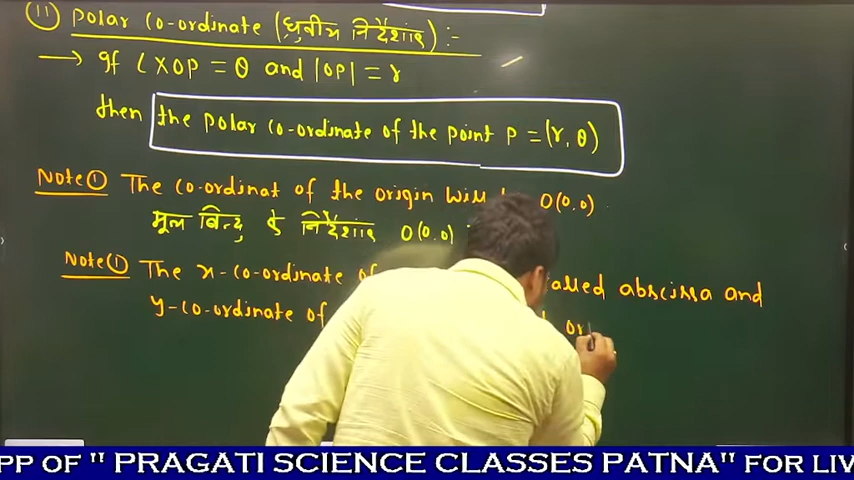 (11) Polar Co-ordinate (ध्रुवीय निर्देशांक) :-
→ If ∠XOP = θ and |OP| = r
then the polar co-ordinate of the point P = (r, θ)
Note① The Co-ordinat of the origin will O(0,0)
मूल बिन्दु के निर्देशांक O(0,0)
Note① The x-co-ordinate of called abscissa and
y-co-ordinate of or
PP OF " PRAGATI SCIENCE CLASSES PATNA" FOR LIV